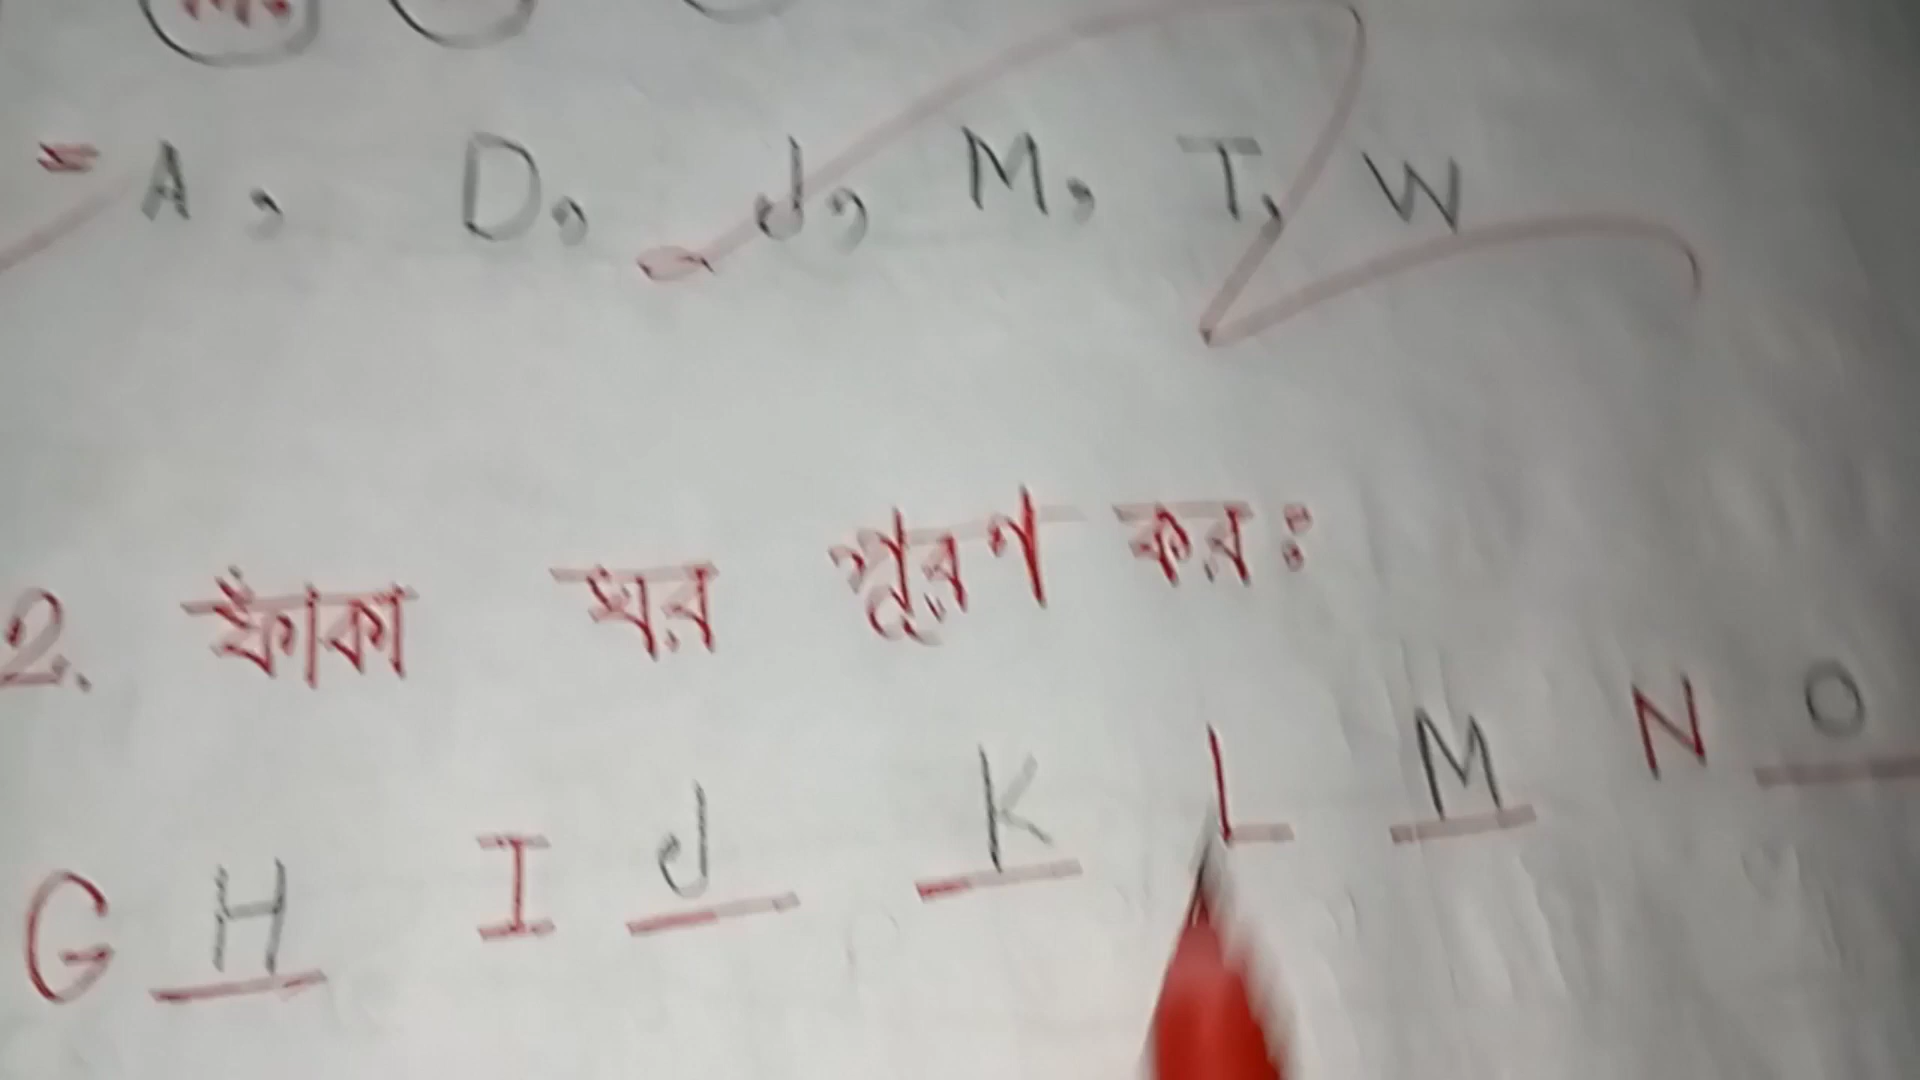 = A, D, J, M, T, W
2. ফাঁকা ঘর পূরণ কর:
G H I J K L M N O